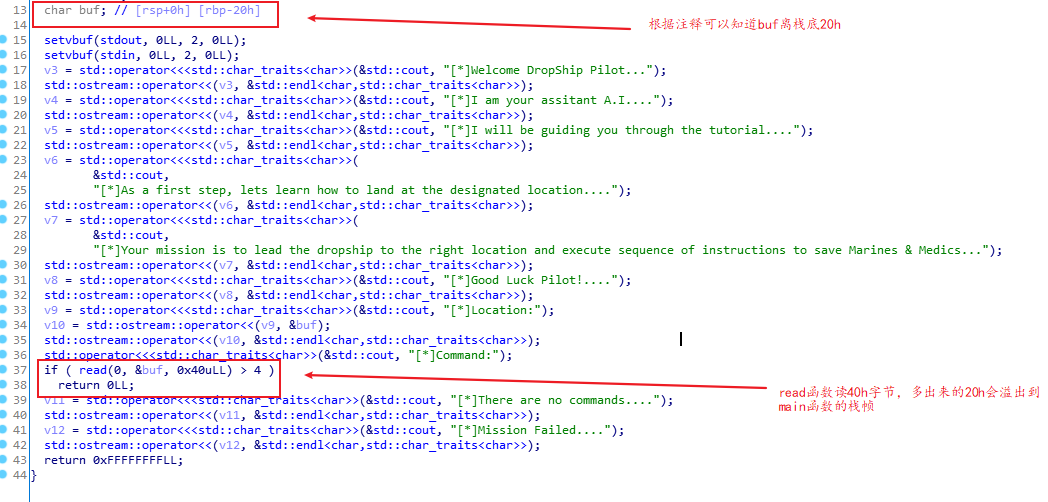 13 char buf; // [rsp+0h] [rbp-20h]
根据注释可以知道buf离栈底20h
14
15 setvbuf(stdout, 0LL, 2, 0LL);
16 setvbuf(stdin, 0LL, 2, 0LL);
17 v3 = std::operator<<<std::char_traits<char>>(&std::cout, "[*]Welcome DropShip Pilot...");
18 std::ostream::operator<<(v3, &std::endl<char,std::char_traits<char>>);
19 v4 = std::operator<<<std::char_traits<char>>(&std::cout, "[*]I am your assitant A.I....");
20 std::ostream::operator<<(v4, &std::endl<char,std::char_traits<char>>);
21 v5 = std::operator<<<std::char_traits<char>>(&std::cout, "[*]I will be guiding you through the tutorial....");
22 std::ostream::operator<<(v5, &std::endl<char,std::char_traits<char>>);
23 v6 = std::operator<<<std::char_traits<char>>(
24 &std::cout,
25 "[*]As a first step, lets learn how to land at the designated location....");
26 std::ostream::operator<<(v6, &std::endl<char,std::char_traits<char>>);
27 v7 = std::operator<<<std::char_traits<char>>(
28 &std::cout,
29 "[*]Your mission is to lead the dropship to the right location and execute sequence of instructions to save Marines & Medics...");
30 std::ostream::operator<<(v7, &std::endl<char,std::char_traits<char>>);
31 v8 = std::operator<<<std::char_traits<char>>(&std::cout, "[*]Good Luck Pilot!....");
32 std::ostream::operator<<(v8, &std::endl<char,std::char_traits<char>>);
33 v9 = std::operator<<<std::char_traits<char>>(&std::cout, "[*]Location:");
34 v10 = std::ostream::operator<<(v9, &buf);
35 std::ostream::operator<<(v10, &std::endl<char,std::char_traits<char>>);
36 std::operator<<<std::char_traits<char>>(&std::cout, "[*]Command:");
37 if ( read(0, &buf, 0x40uLL) > 4 )
38 return 0LL;
read函数读40h字节，多出来的20h会溢出到
main函数的栈帧
39 v11 = std::operator<<<std::char_traits<char>>(&std::cout, "[*]There are no commands....");
40 std::ostream::operator<<(v11, &std::endl<char,std::char_traits<char>>);
41 v12 = std::operator<<<std::char_traits<char>>(&std::cout, "[*]Mission Failed....");
42 std::ostream::operator<<(v12, &std::endl<char,std::char_traits<char>>);
43 return 0xFFFFFFFFLL;
44 }